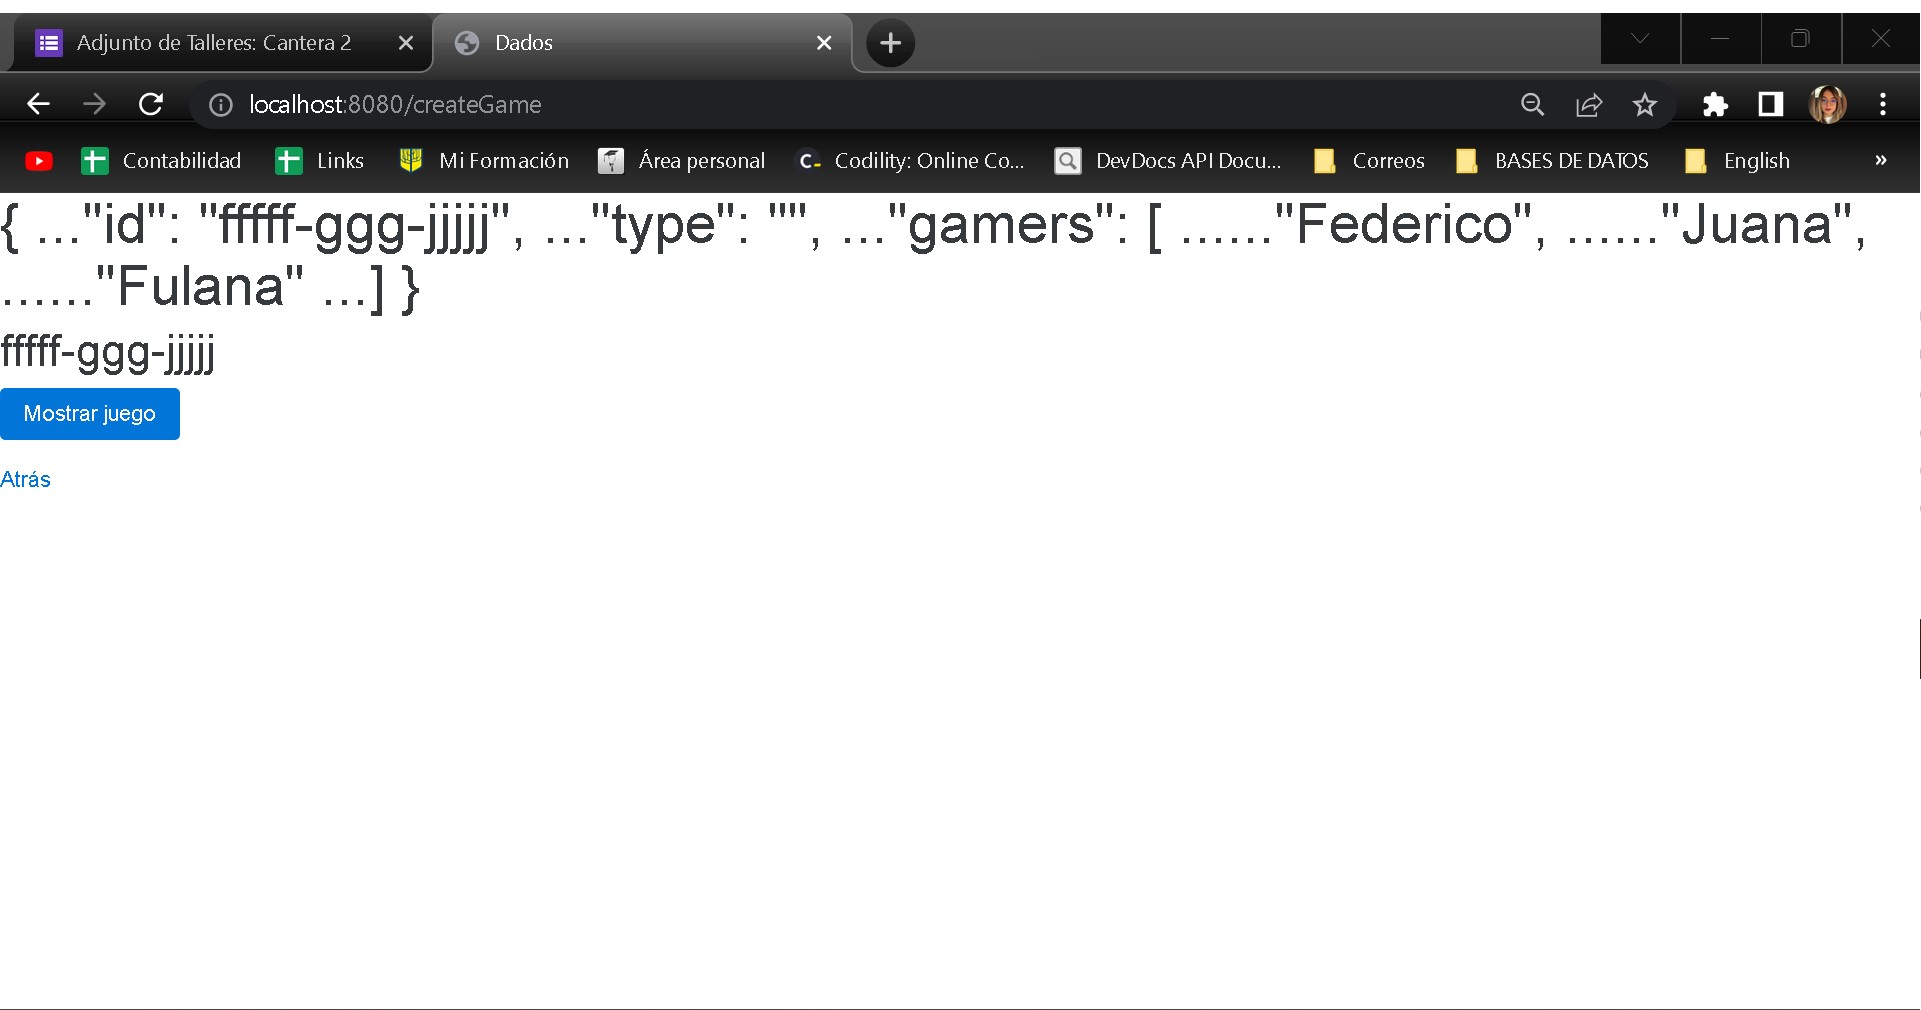 Adjunto de Talleres: Cantera 2
Dados
localhost:8080/createGame
Contabilidad
Links
Mi Formación
Área personal
Codility: Online Co...
DevDocs API Docu...
Correos
BASES DE DATOS
English
{ ..."id": "fffff-ggg-jjjjj", ..."type": "", ..."gamers": [ ......"Federico", ......"Juana",
......"Fulana" ...] }
fffff-ggg-jjjjj
Mostrar juego
Atrás